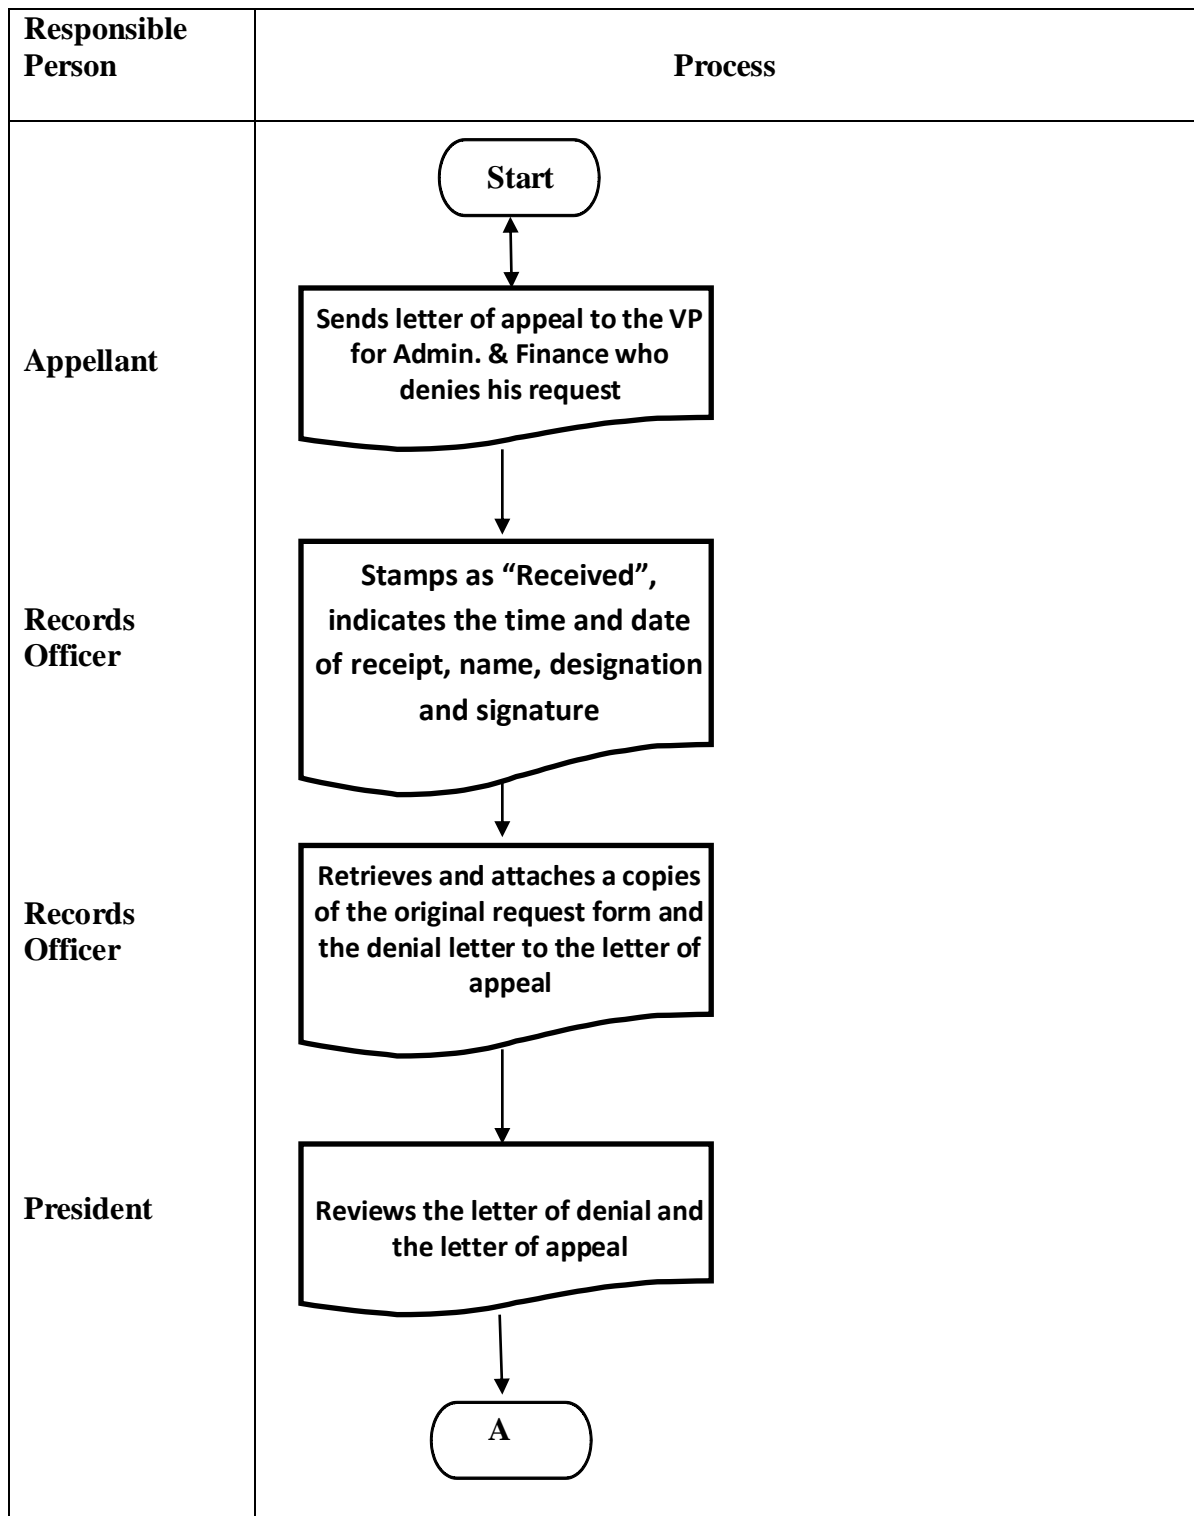 Responsible
Person
Process
Start
Appellant
Sends letter of appeal to the VP
for Admin. & Finance who
denies his request
Records
Officer
Stamps as “Received”,
indicates the time and date
of receipt, name, designation
and signature
Records
Officer
Retrieves and attaches a copies
of the original request form and
the denial letter to the letter of
appeal
President
Reviews the letter of denial and
the letter of appeal
A